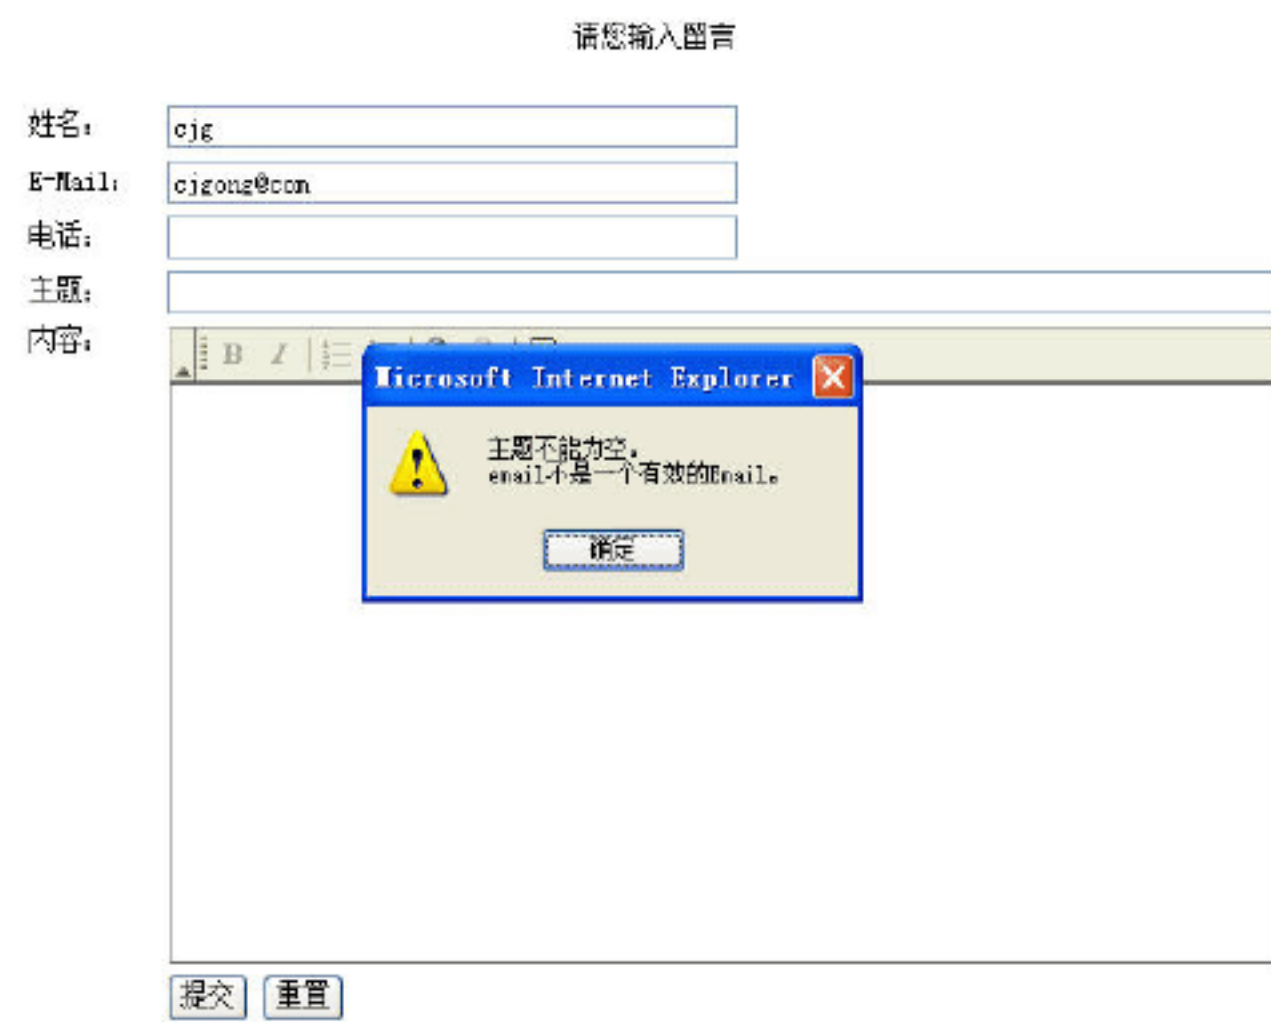 请您输入留言
姓名：
cjg
E-Mail：
cjgong@com
电话：
主题：
内容：
B I
Microsoft Internet Explorer
主题不能为空。
email不是一个有效的Email。
确定
提交 重置